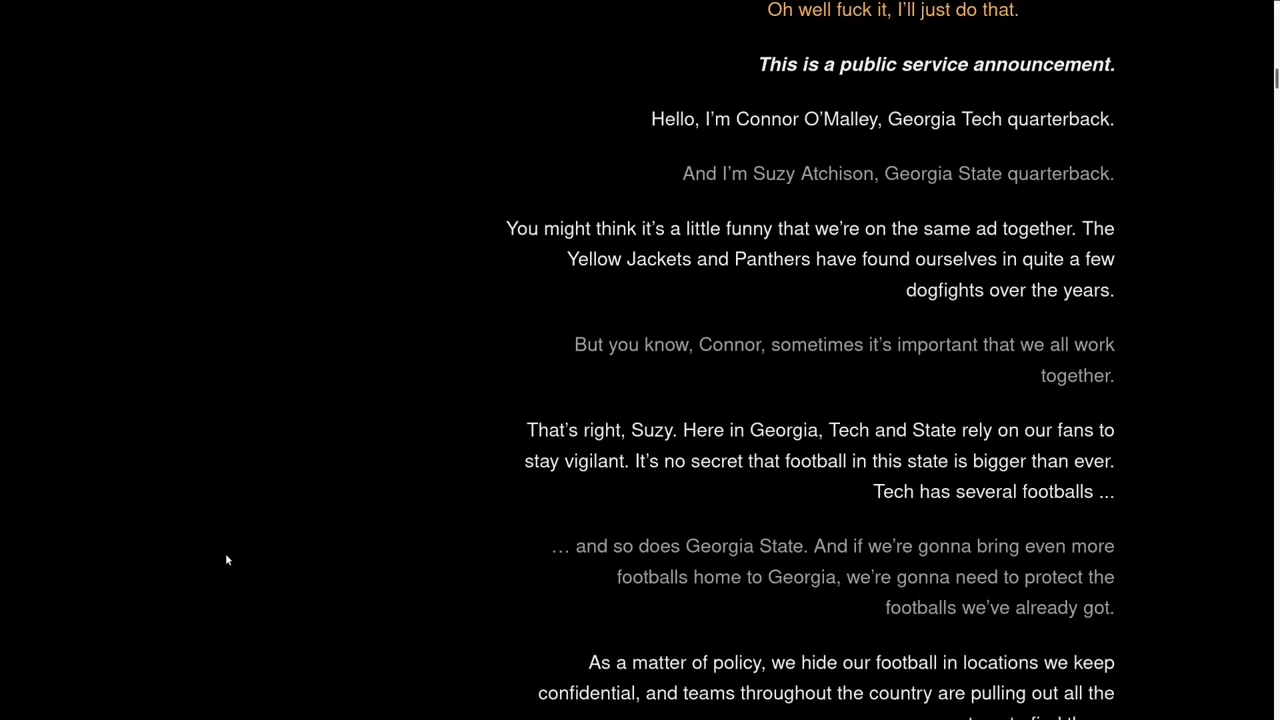 Oh well fuck it, I'll just do that.
This is a public service announcement.
Hello, I'm Connor O'Malley, Georgia Tech quarterback.
And I'm Suzy Atchison, Georgia State quarterback.
You might think it's a little funny that we're on the same ad together. The
Yellow Jackets and Panthers have found ourselves in quite a few
dogfights over the years.
But you know, Connor, sometimes it's important that we all work
together.
That's right, Suzy. Here in Georgia, Tech and State rely on our fans to
stay vigilant. It's no secret that football in this state is bigger than ever.
Tech has several footballs ...
… and so does Georgia State. And if we're gonna bring even more
footballs home to Georgia, we're gonna need to protect the
footballs we've already got.
As a matter of policy, we hide our football in locations we keep
confidential, and teams throughout the country are pulling out all the